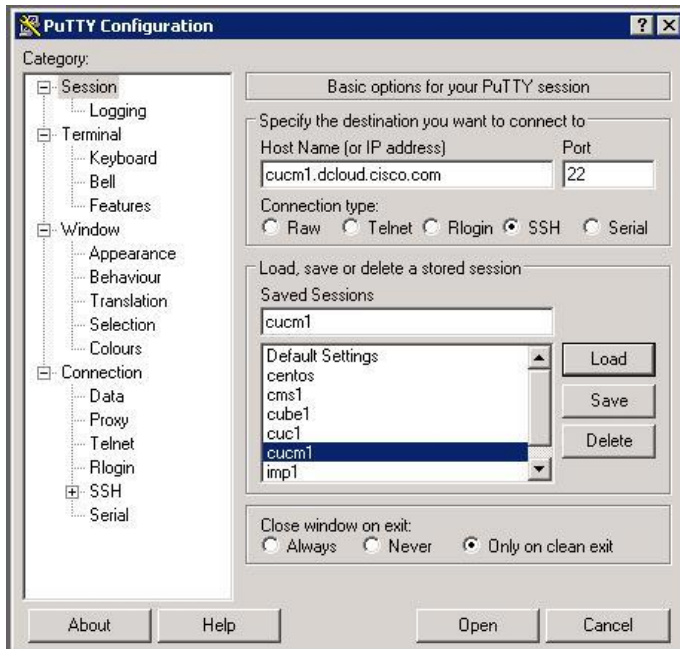 PuTTY Configuration
Category:
Session
Logging
Terminal
Keyboard
Bell
Features
Window
Appearance
Behaviour
Translation
Selection
Colours
Connection
Data
Proxy
Telnet
Rlogin
SSH
Serial
Basic options for your PuTTY session
Specify the destination you want to connect to
Host Name (or IP address) Port
cucm1.dcloud.cisco.com 22
Connection type:
Raw Telnet Rlogin SSH Serial
Load, save or delete a stored session
Saved Sessions
cucm1
Default Settings
centos
cms1
cube1
cuc1
cucm1
imp1
Load
Save
Delete
Close window on exit:
Always Never Only on clean exit
About Help Open Cancel